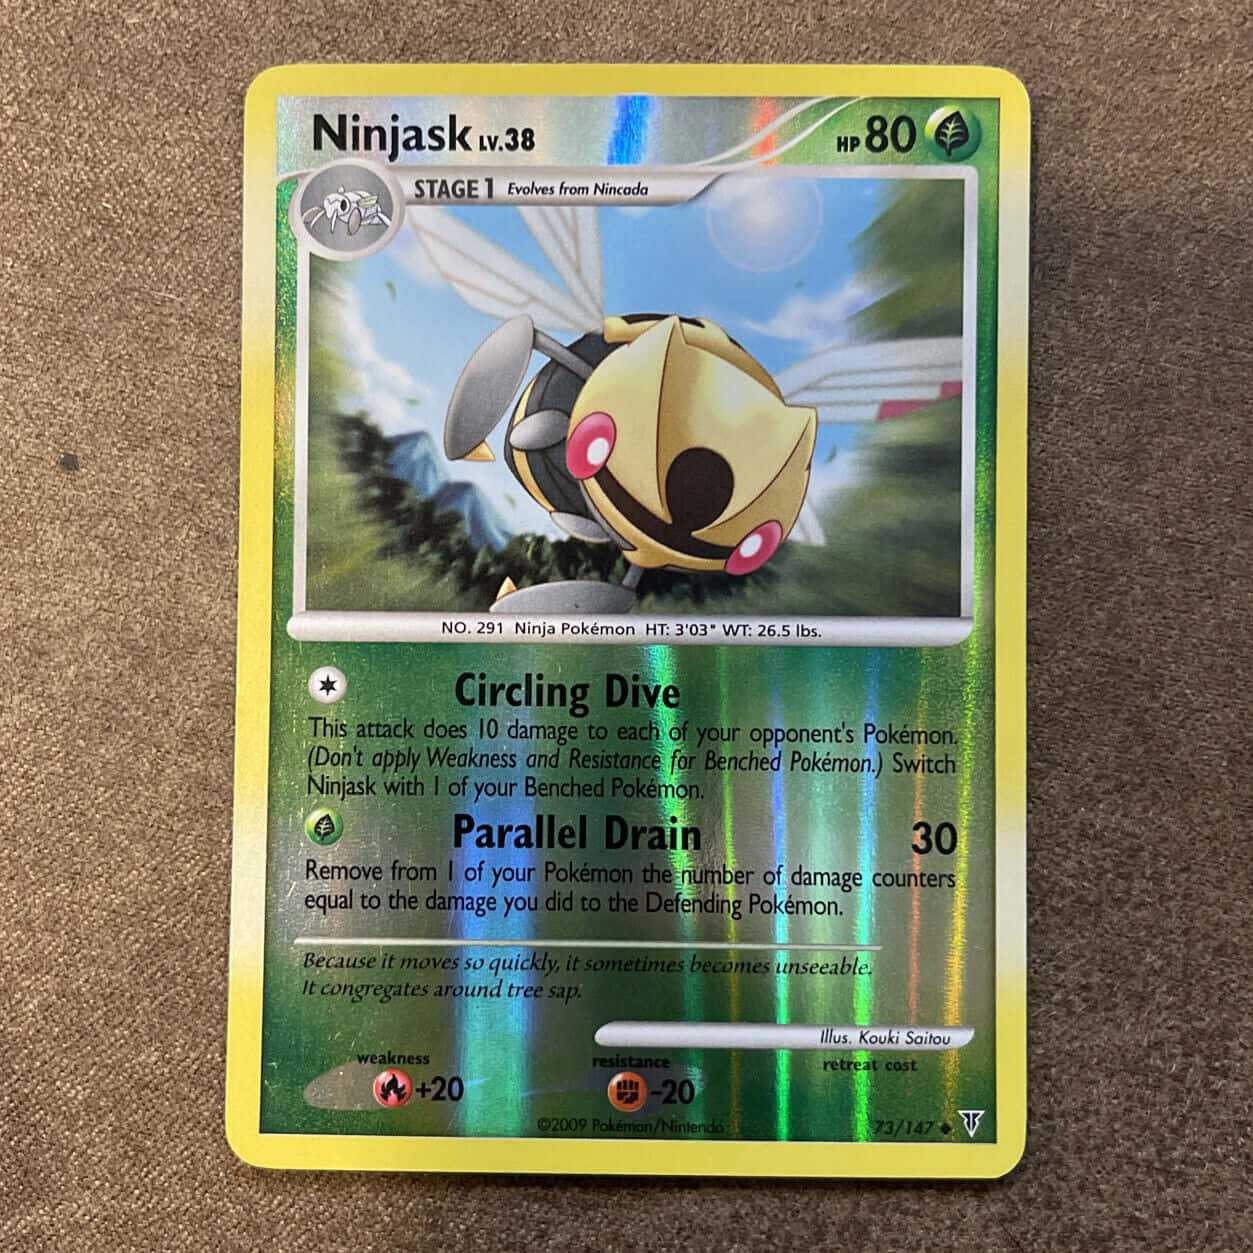 Ninjask LV.38
HP 80
STAGE 1 Evolves from Nincada
NO. 291 Ninja Pokémon HT: 3'03" WT: 26.5 lbs.
Circling Dive
This attack does 10 damage to each of your opponent's Pokémon.
(Don't apply Weakness and Resistance for Benched Pokémon.) Switch
Ninjask with 1 of your Benched Pokémon.
Parallel Drain 30
Remove from 1 of your Pokémon the number of damage counters
equal to the damage you did to the Defending Pokémon.
Because it moves so quickly, it sometimes becomes unseeable.
It congregates around tree sap.
Illus. Kouki Saitou
weakness resistance retreat cost
+20 -20
©2009 Pokémon/Nintendo 73/147